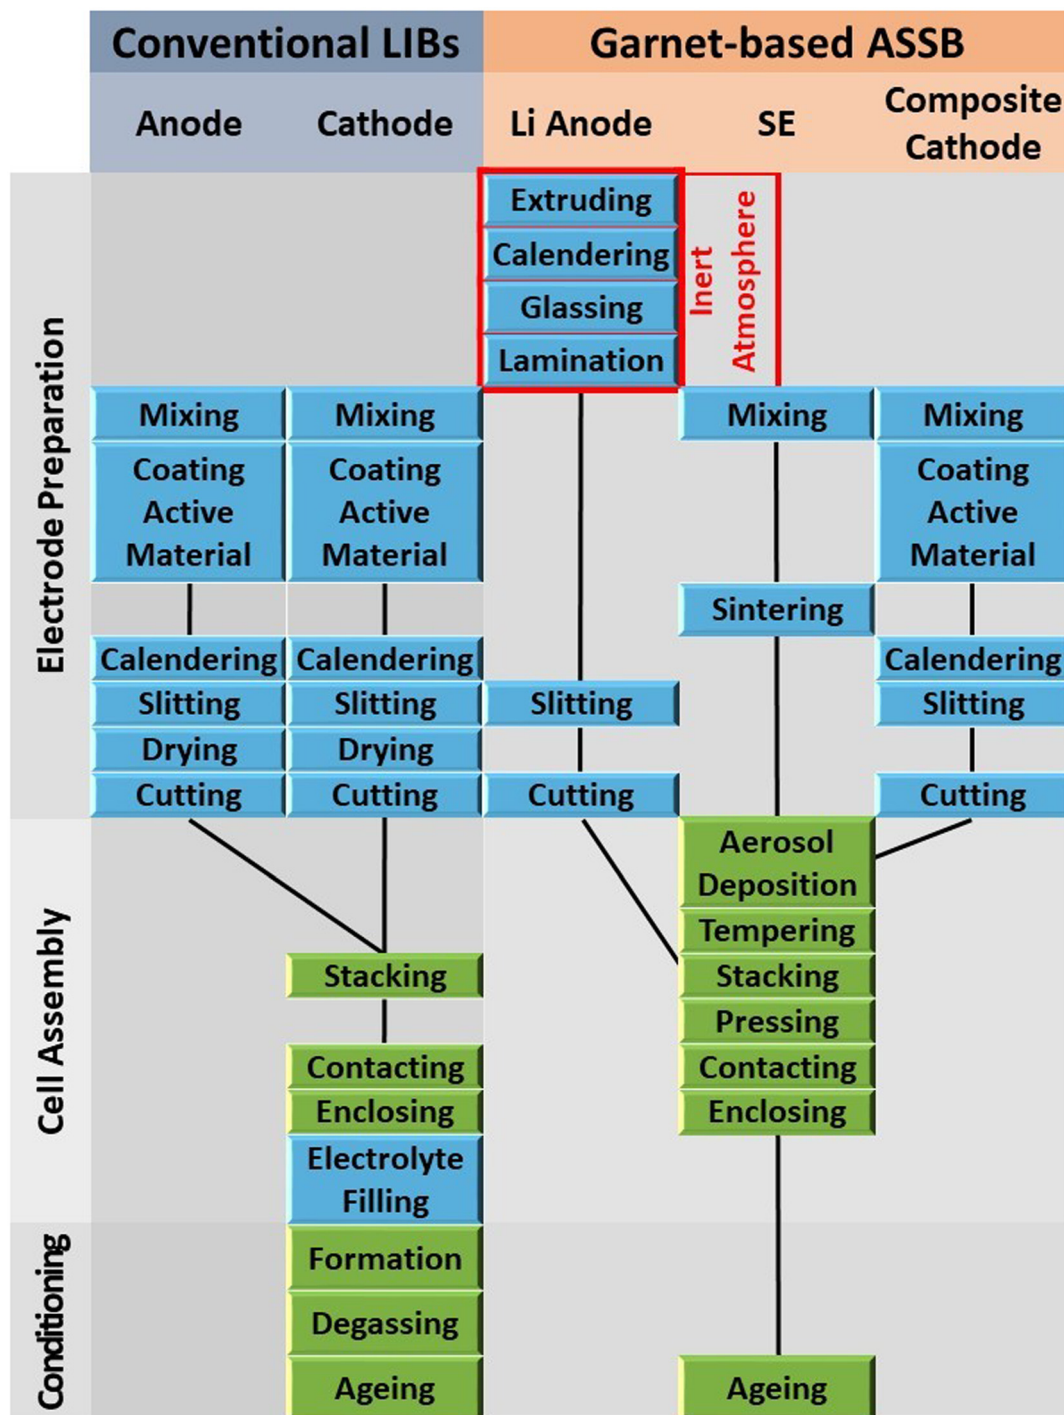 Conventional LIBs
Garnet-based ASSB
Anode
Cathode
Li Anode
SE
Composite
Cathode
Electrode Preparation
Extruding
Calendering
Glassing
Lamination
Inert
Atmosphere
Mixing
Mixing
Mixing
Mixing
Coating
Active
Material
Coating
Active
Material
Coating
Active
Material
Sintering
Calendering
Calendering
Calendering
Slitting
Slitting
Slitting
Slitting
Drying
Drying
Cutting
Cutting
Cutting
Cutting
Cell Assembly
Aerosol
Deposition
Tempering
Stacking
Stacking
Pressing
Contacting
Contacting
Enclosing
Enclosing
Electrolyte
Filling
Conditioning
Formation
Degassing
Ageing
Ageing